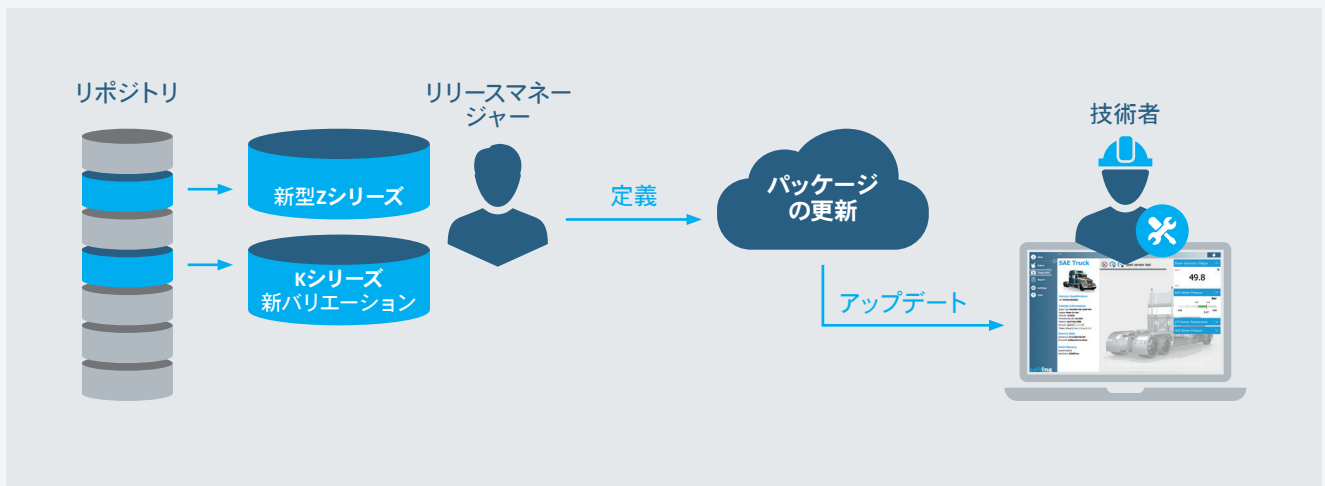 リポジトリ
新型Zシリーズ
Kシリーズ
新バリエーション
リリースマネー
ジャー
定義
パッケージ
の更新
アップデート
技術者
SAE Truck
49.8